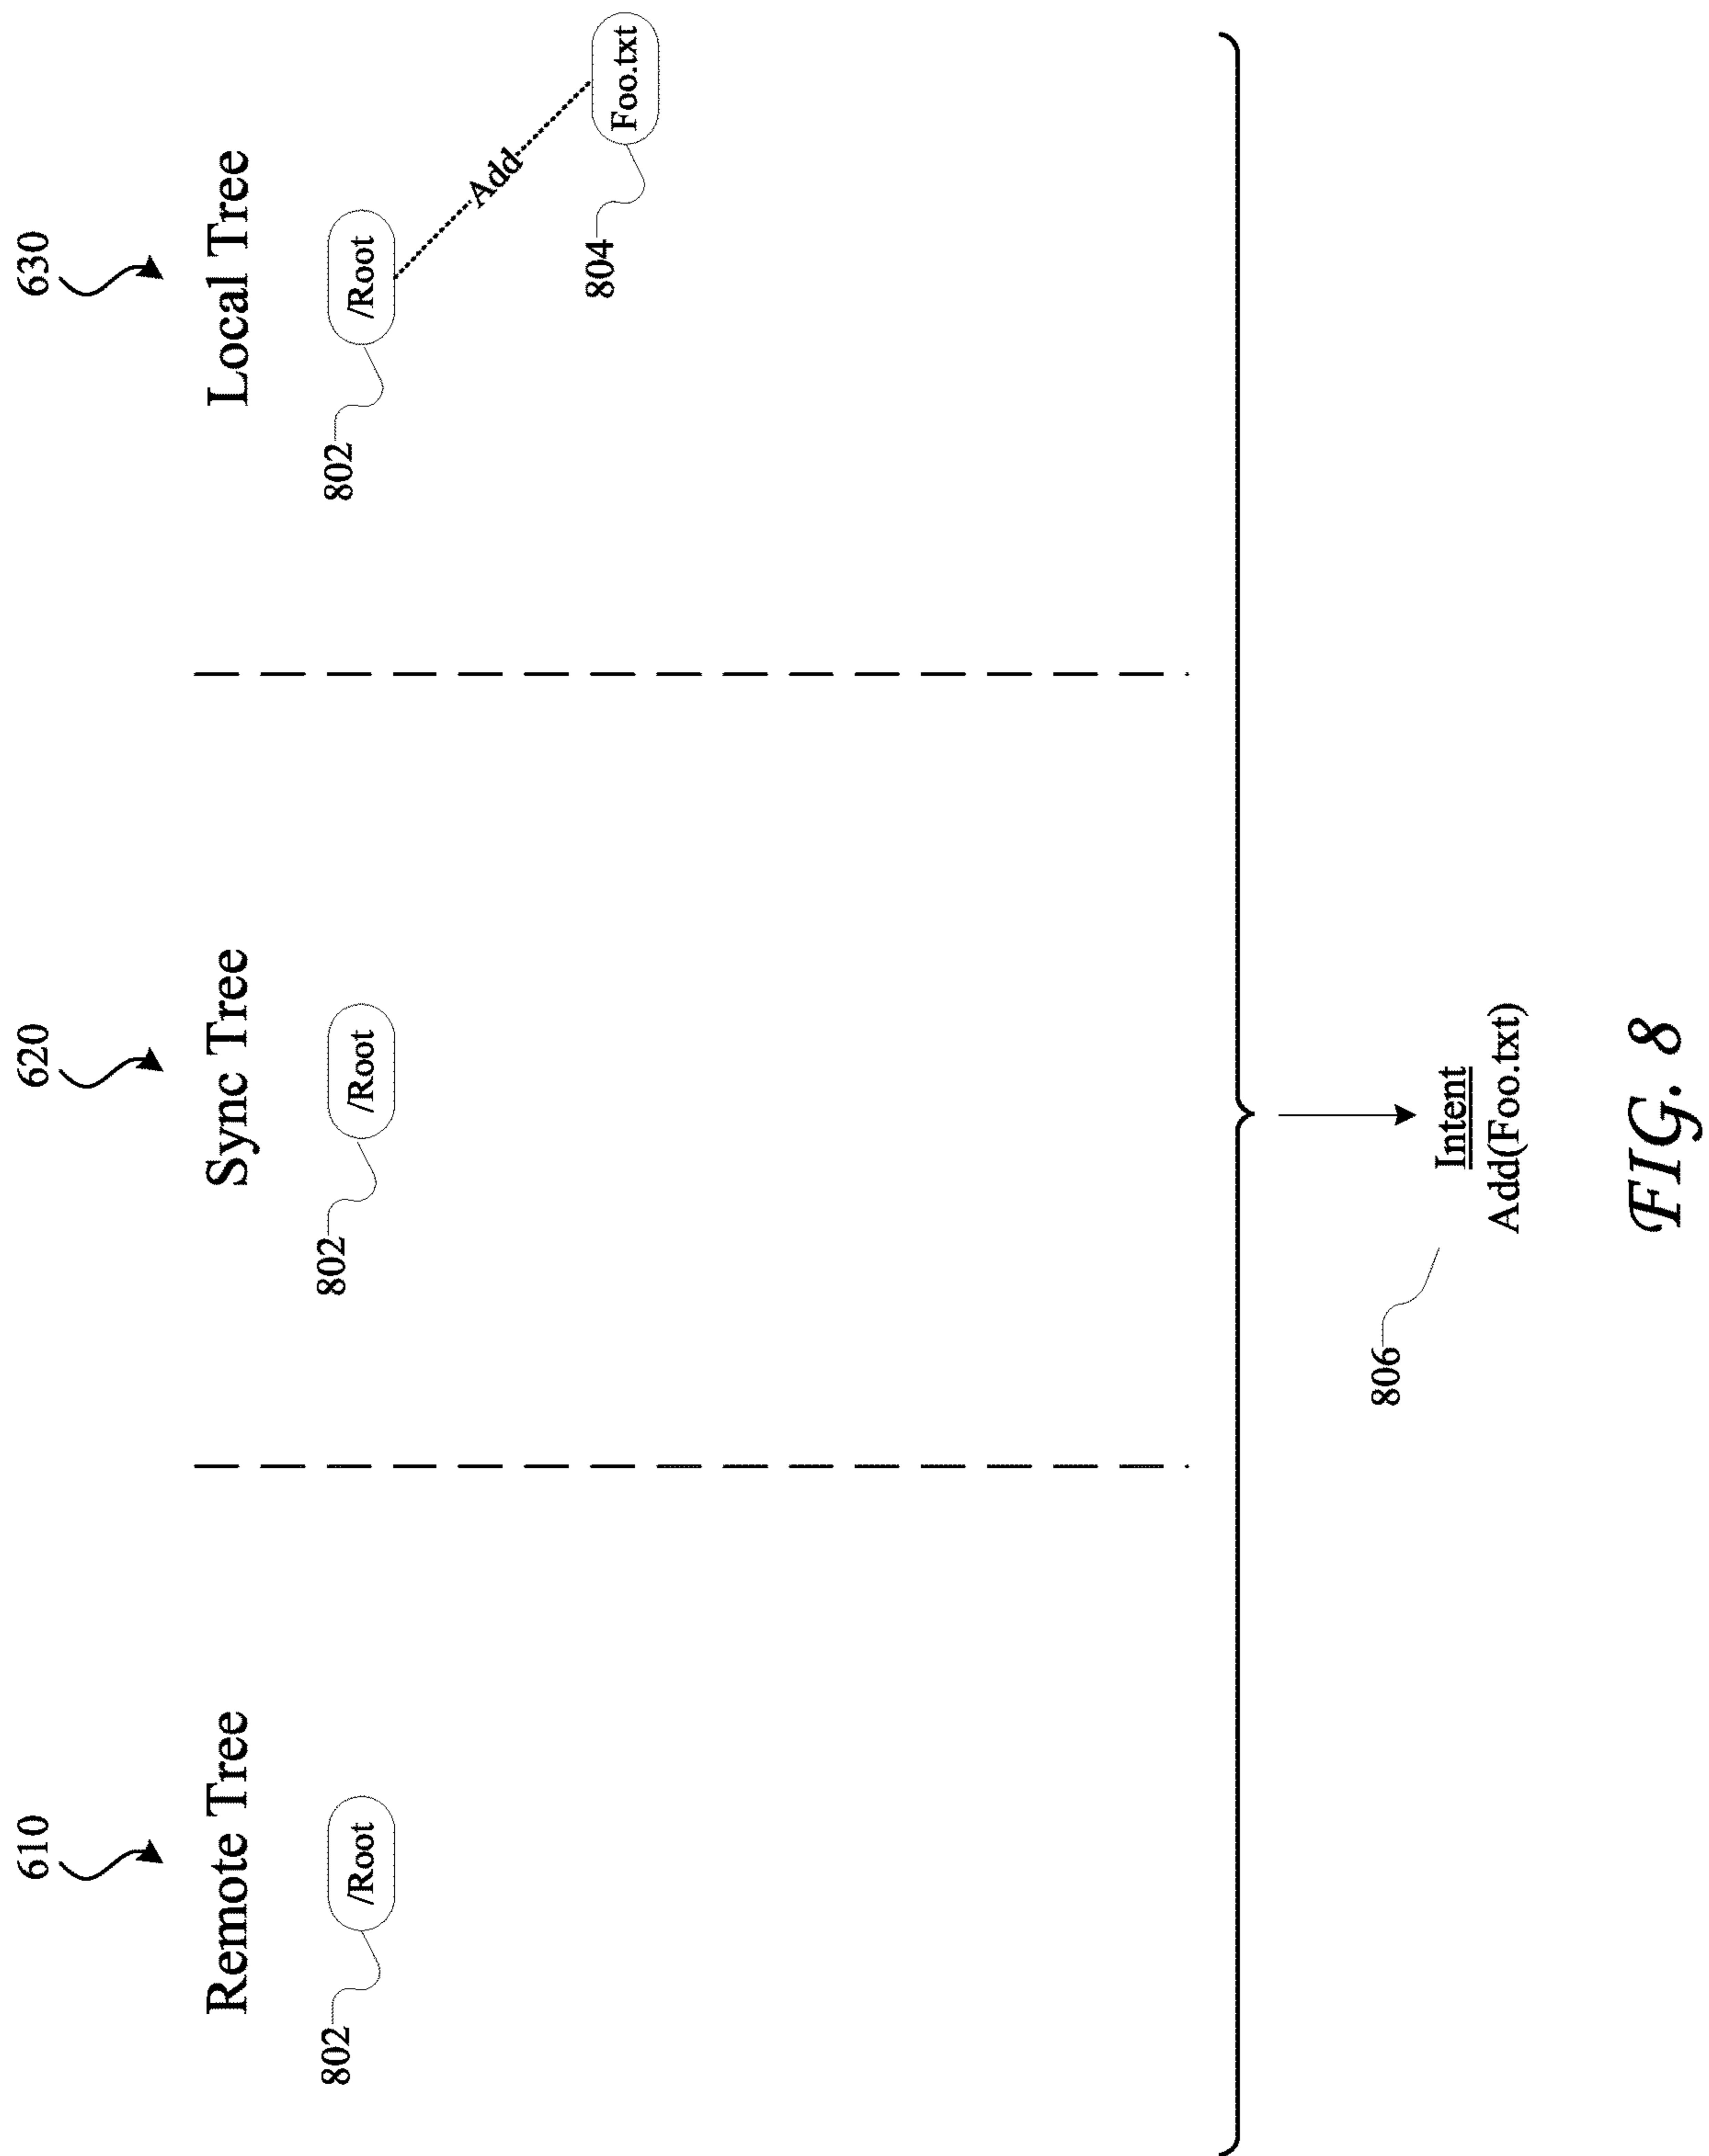 610
620
630
Remote Tree
Sync Tree
Local Tree
802
/Root
802
/Root
802
/Root
Add
804
Foo.txt
806
Intent
Add(Foo.txt)
FIG. 8